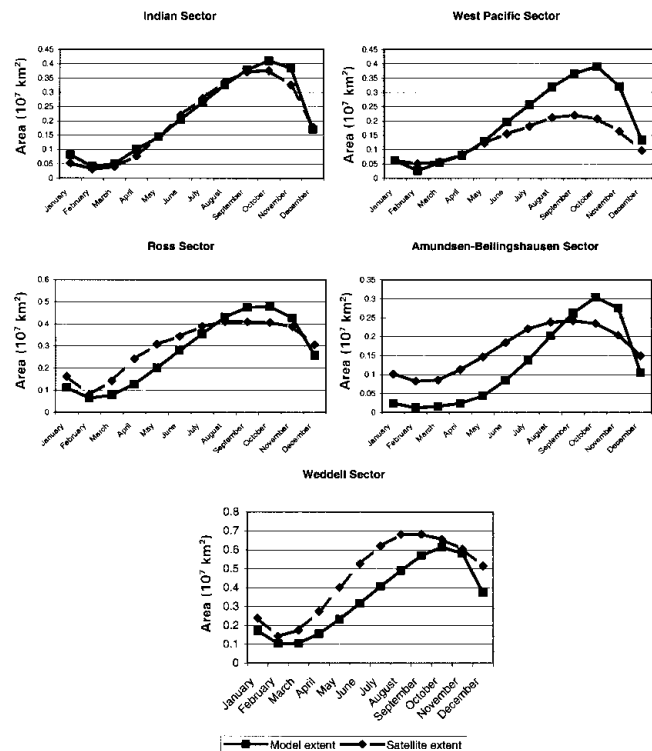 Indian Sector
Area (10⁷ km²)
0.45
0.4
0.35
0.3
0.25
0.2
0.15
0.1
0.05
0
January
February
March
April
May
June
July
August
September
October
November
December
West Pacific Sector
Area (10⁷ km²)
0.45
0.4
0.35
0.3
0.25
0.2
0.15
0.1
0.05
0
January
February
March
April
May
June
July
August
September
October
November
December
Ross Sector
Area (10⁷ km²)
0.6
0.5
0.4
0.3
0.2
0.1
0
January
February
March
April
May
June
July
August
September
October
November
December
Amundsen-Bellingshausen Sector
Area (10⁷ km²)
0.35
0.3
0.25
0.2
0.15
0.1
0.05
0
January
February
March
April
May
June
July
August
September
October
November
December
Weddell Sector
Area (10⁷ km²)
0.8
0.7
0.6
0.5
0.4
0.3
0.2
0.1
0
January
February
March
April
May
June
July
August
September
October
November
December
Model extent Satellite extent